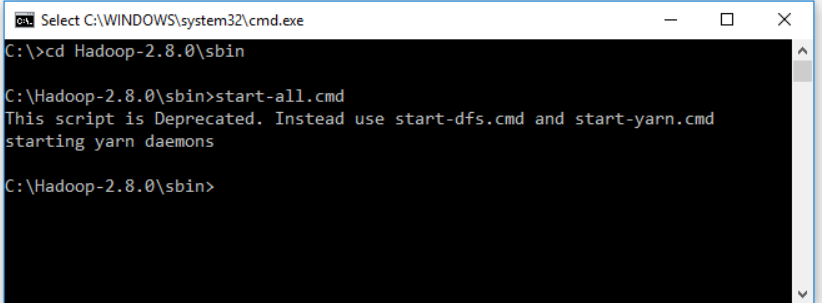 Select C:\WINDOWS\system32\cmd.exe
C:\>cd Hadoop-2.8.0\sbin
C:\Hadoop-2.8.0\sbin>start-all.cmd
This script is Deprecated. Instead use start-dfs.cmd and start-yarn.cmd
starting yarn daemons
C:\Hadoop-2.8.0\sbin>